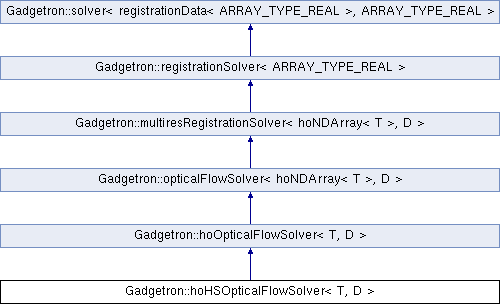 Gadgetron::solver< registrationData< ARRAY_TYPE_REAL >, ARRAY_TYPE_REAL >
Gadgetron::registrationSolver< ARRAY_TYPE_REAL >
Gadgetron::multiresRegistrationSolver< hoNDArray< T >, D >
Gadgetron::opticalFlowSolver< hoNDArray< T >, D >
Gadgetron::hoOpticalFlowSolver< T, D >
Gadgetron::hoHSOpticalFlowSolver< T, D >